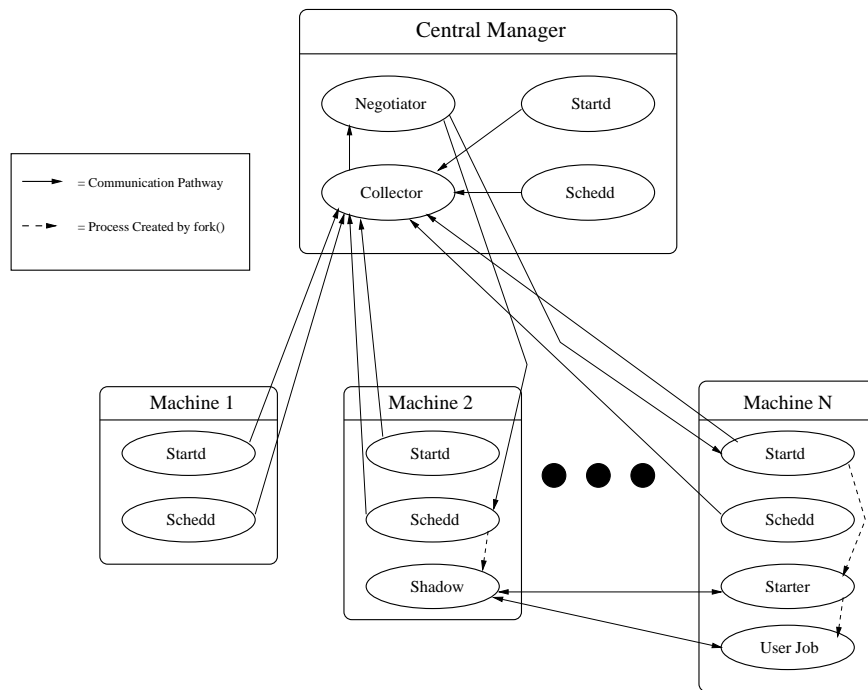 Central Manager
Negotiator
Startd
Collector
Schedd
= Communication Pathway
= Process Created by fork()
Machine 1
Startd
Schedd
Machine 2
Startd
Schedd
Shadow
Machine N
Startd
Schedd
Starter
User Job